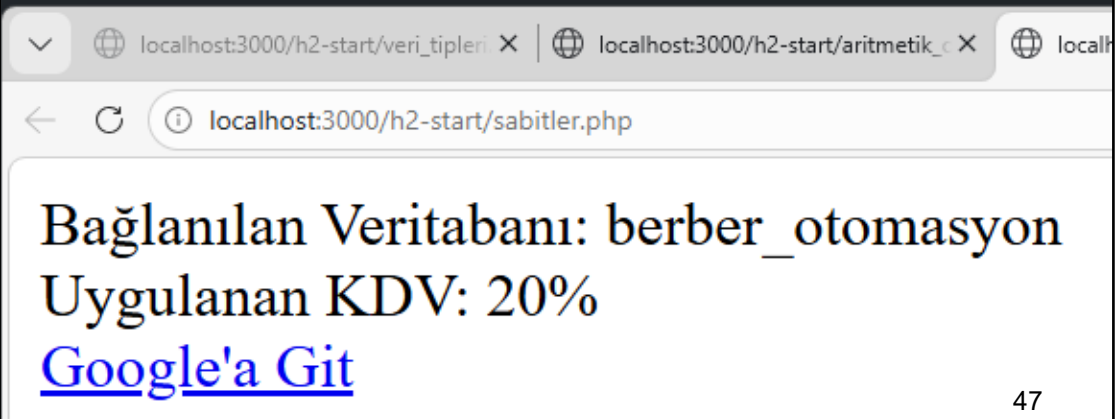 localhost:3000/h2-start/veri_tipleri
localhost:3000/h2-start/aritmetik_
localhost:3000/h2-start/sabitler.php
Bağlanılan Veritabanı: berber_otomasyon
Uygulanan KDV: 20%
Google'a Git
47